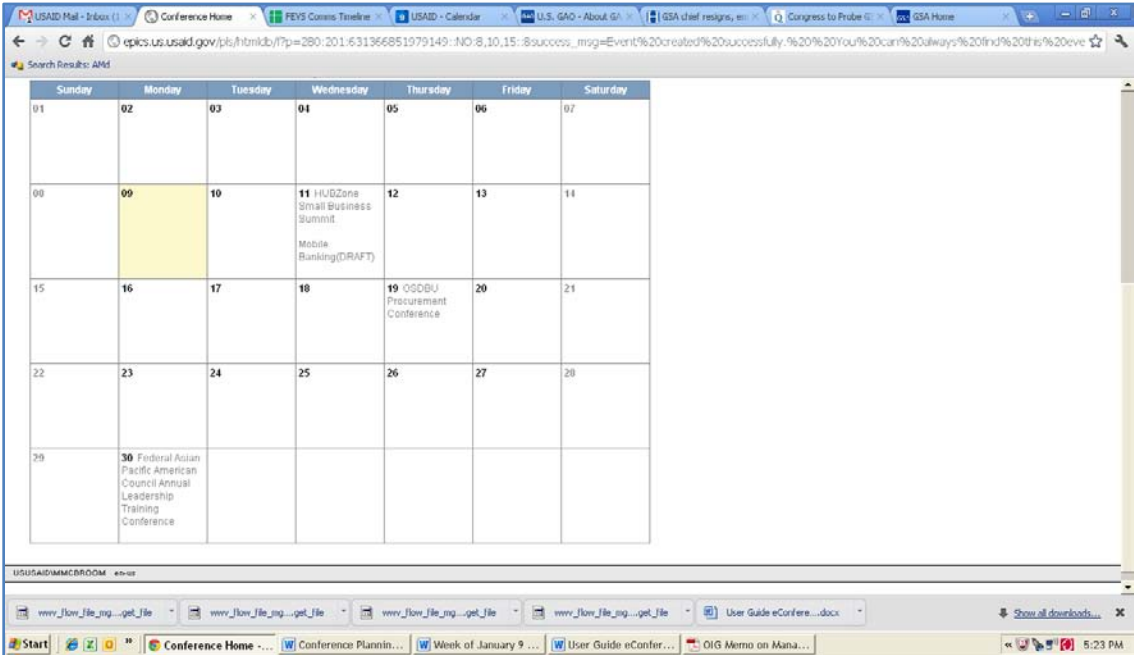 USAID Mail - Inbox (1
Conference Home
FEVS Comms Timeline
USAID - Calendar
U.S. GAO - About GA
GSA chief resigns, em
Congress to Probe G
GSA Home
epics.us.usaid.gov/pls/htmldb/f?p=280:201:631366851979149::NO:8,10,15::&success_msg=Event%20created%20successfully.%20%20You%20can%20always%20find%20this%20eve
Search Results: AMd
Sunday Monday Tuesday Wednesday Thursday Friday Saturday
01 02 03 04 05 06 07
08 09 10 11 HUBZone 12 13 14
Small Business
Summit
Mobile
Banking(DRAFT)
15 16 17 18 19 OSDBU 20 21
Procurement
Conference
22 23 24 25 26 27 28
29 30 Federal Asian
Pacific American
Council Annual
Leadership
Training
Conference
USUSAID\MMCBROOM en-us
wwv_flow_file_mg....get_file wwv_flow_file_mg....get_file wwv_flow_file_mg....get_file wwv_flow_file_mg....get_file User Guide eConfere....docx Show all downloads...
Start Conference Home -... Conference Plannin... Week of January 9 ... User Guide eConfer... OIG Memo on Mana... 5:23 PM